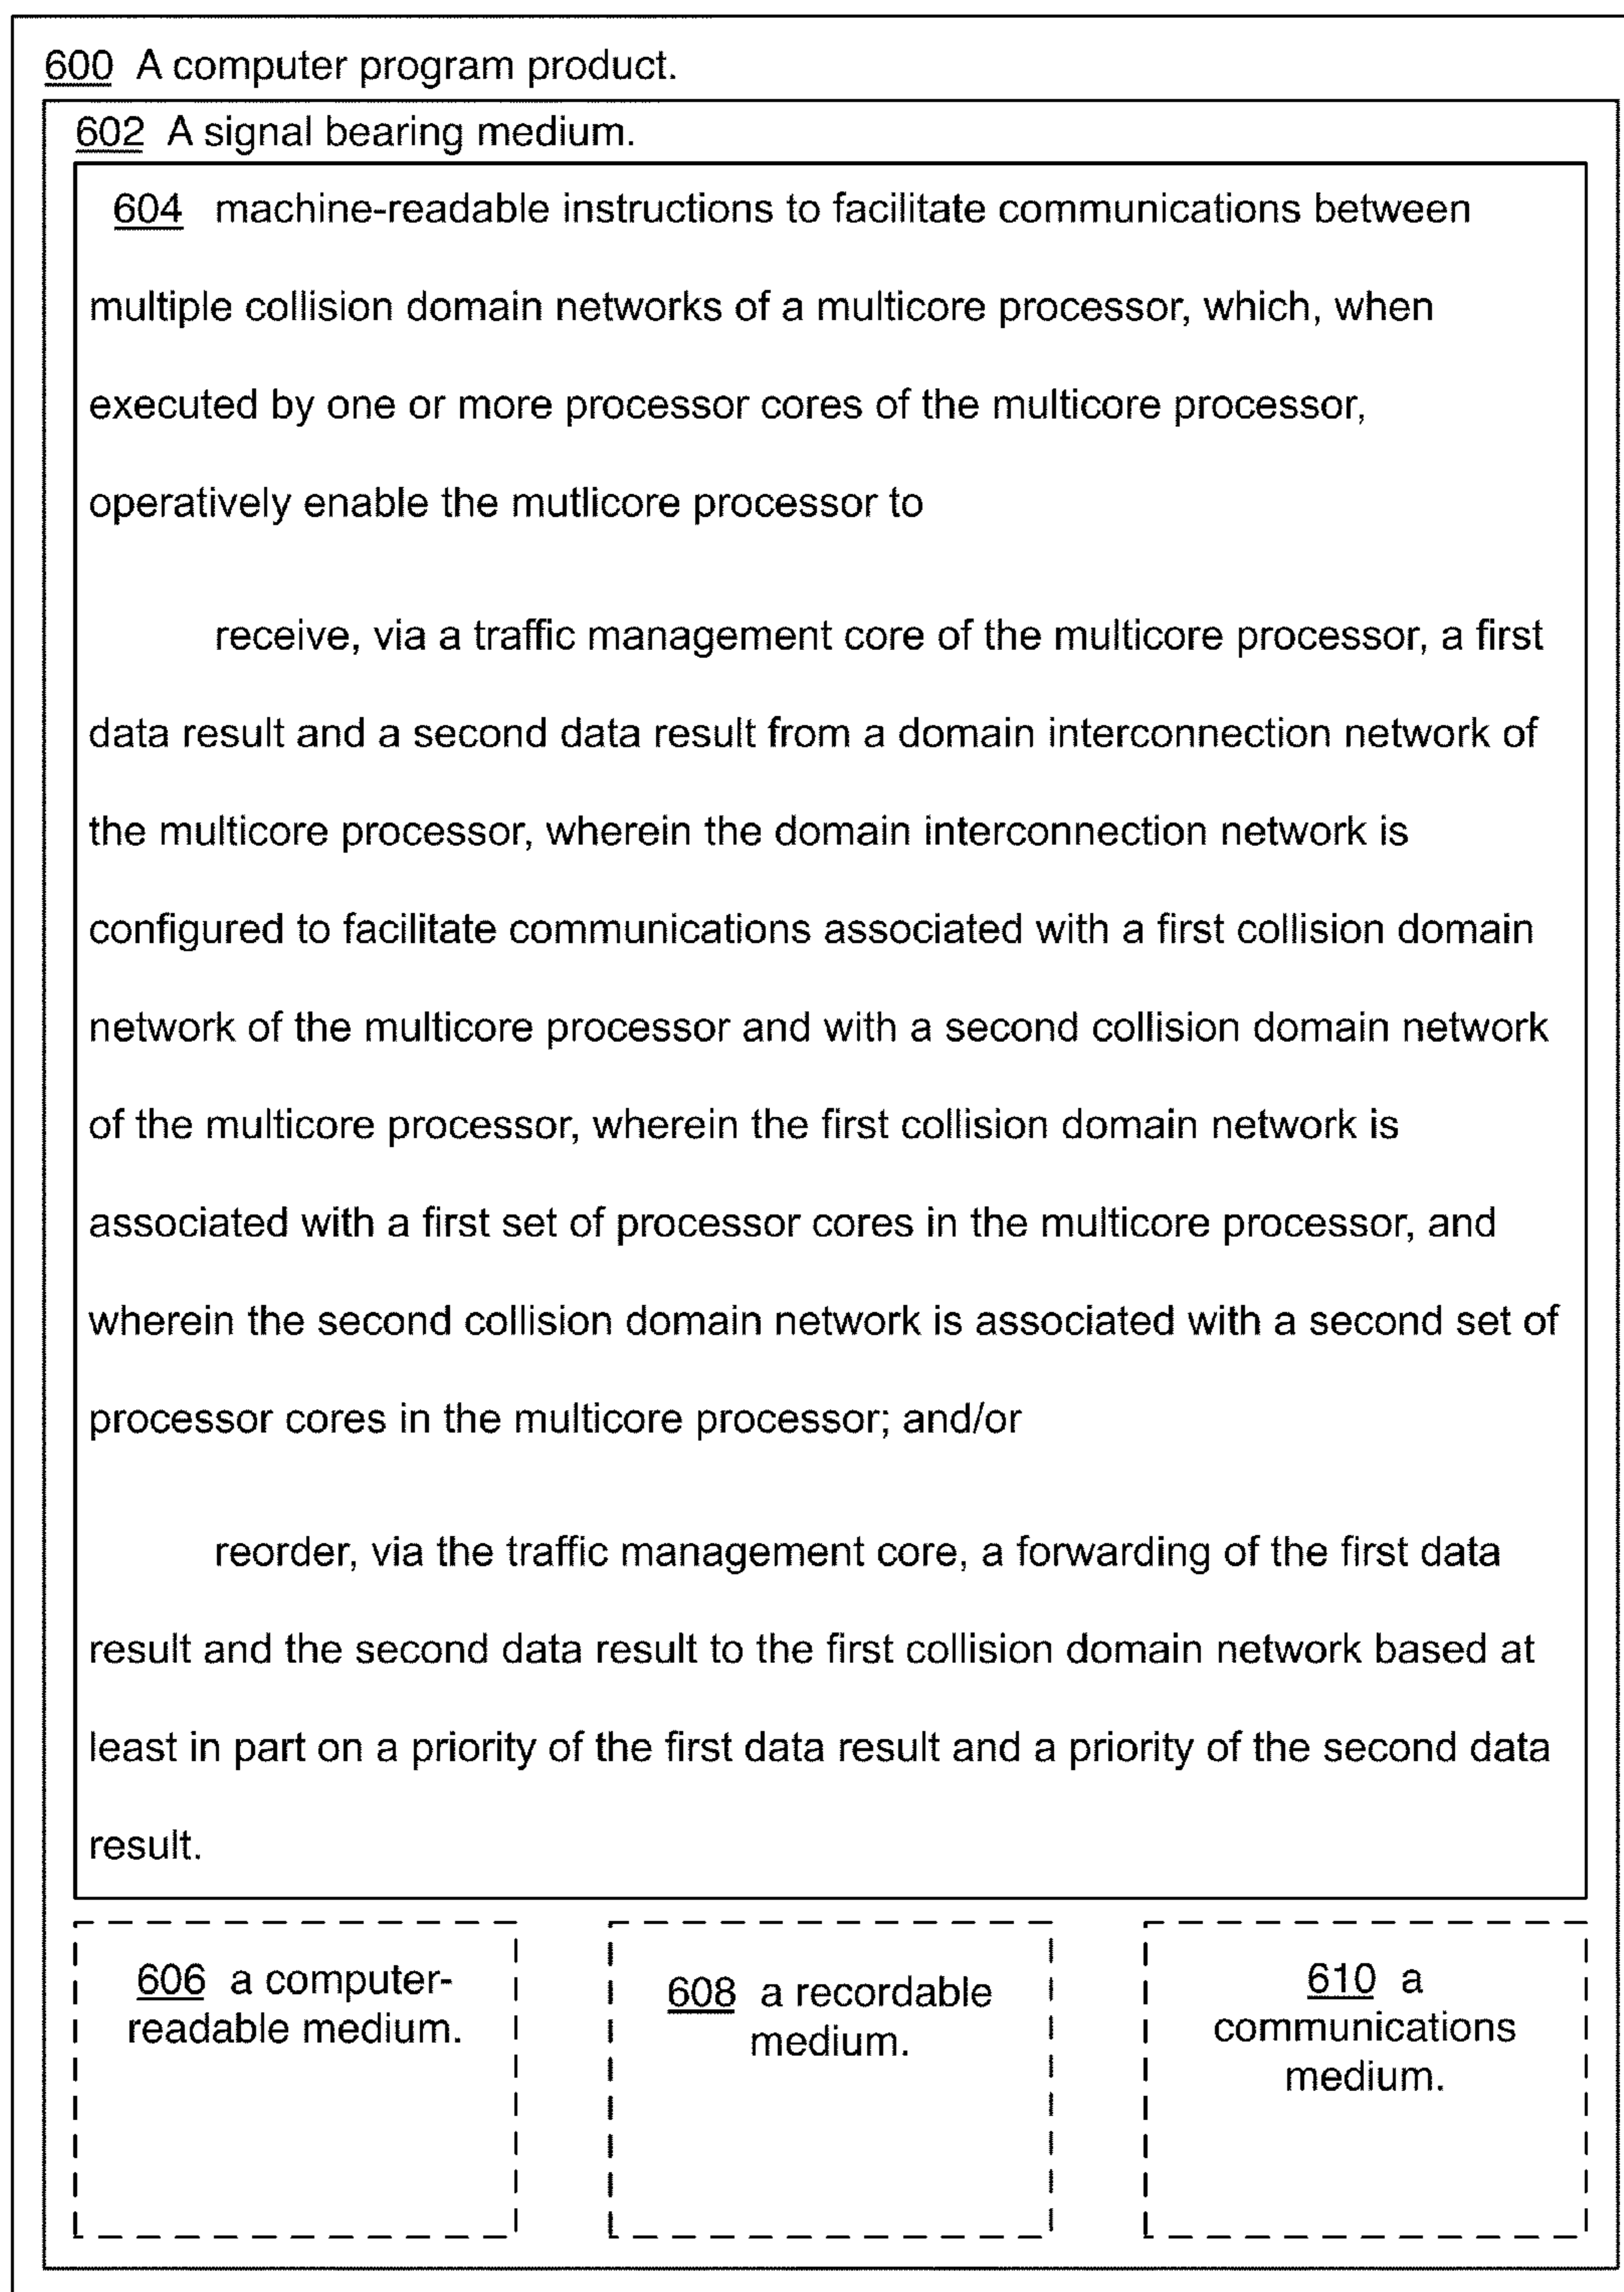 600 A computer program product.
602 A signal bearing medium.
604 machine-readable instructions to facilitate communications between
multiple collision domain networks of a multicore processor, which, when
executed by one or more processor cores of the multicore processor,
operatively enable the mutlicore processor to
receive, via a traffic management core of the multicore processor, a first
data result and a second data result from a domain interconnection network of
the multicore processor, wherein the domain interconnection network is
configured to facilitate communications associated with a first collision domain
network of the multicore processor and with a second collision domain network
of the multicore processor, wherein the first collision domain network is
associated with a first set of processor cores in the multicore processor, and
wherein the second collision domain network is associated with a second set of
processor cores in the multicore processor; and/or
reorder, via the traffic management core, a forwarding of the first data
result and the second data result to the first collision domain network based at
least in part on a priority of the first data result and a priority of the second data
result.
606 a computer-
readable medium.
608 a recordable
medium.
610 a
communications
medium.